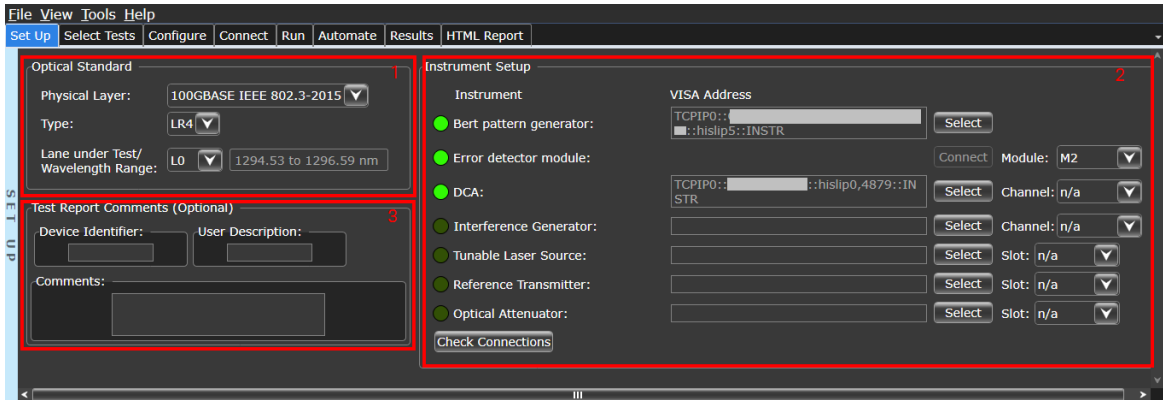 File View Tools Help
Set Up Select Tests Configure Connect Run Automate Results HTML Report
SET UP
Optical Standard
1
Physical Layer: 100GBASE IEEE 802.3-2015
Type: LR4
Lane under Test/
Wavelength Range: L0 1294.53 to 1296.59 nm
Test Report Comments (Optional)
3
Device Identifier: User Description:
Comments:
Instrument Setup
2
Instrument VISA Address
Bert pattern generator: TCPIP0::
::hislip5::INSTR Select
Error detector module: Connect Module: M2
DCA: TCPIP0:: ::hislip0,4879::IN
STR Select Channel: n/a
Interference Generator: Select Channel: n/a
Tunable Laser Source: Select Slot: n/a
Reference Transmitter: Select Slot: n/a
Optical Attenuator: Select Slot: n/a
Check Connections